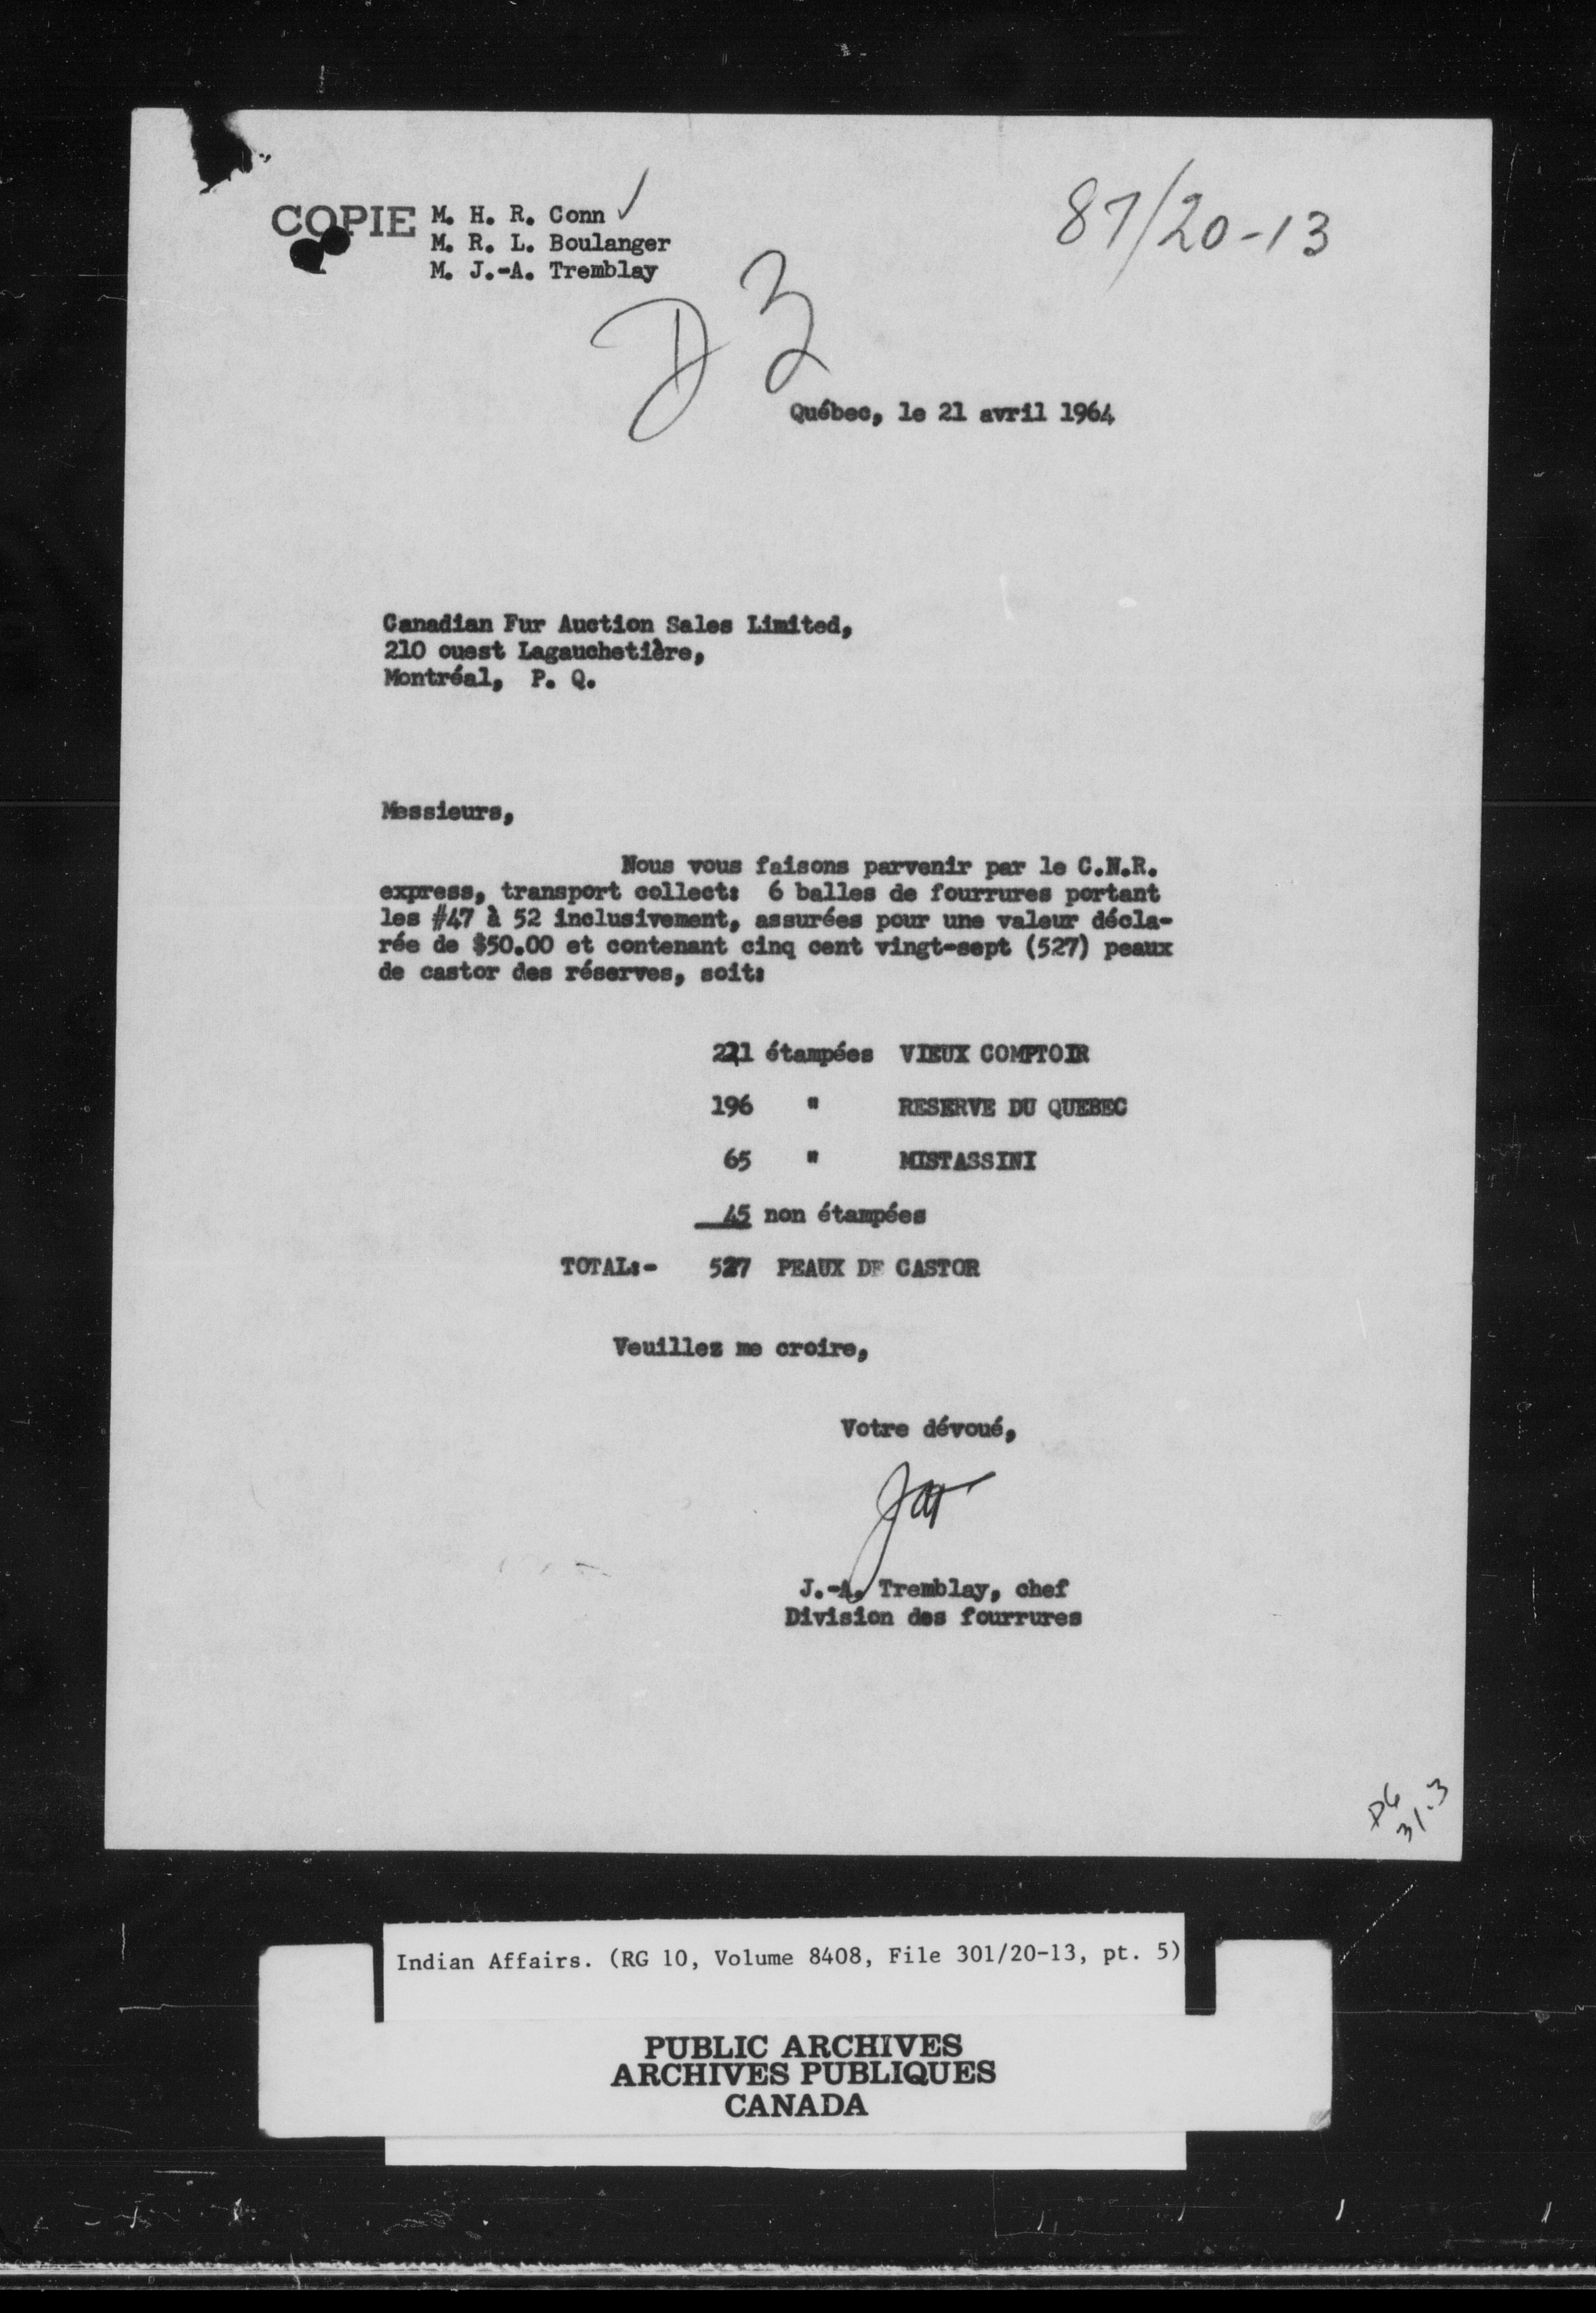 COPIE M. H. R. Conn ✓
M. R. L. Boulanger
M. J.-A. Tremblay
87/20-13
D 3
Québec, le 21 avril 1964
Canadian Fur Auction Sales Limited,
210 ouest Lagauchetière,
Montréal, P. Q.
Messieurs,
Nous vous faisons parvenir par le C.N.R.
express, transport collect: 6 balles de fourrures portant
les #47 à 52 inclusivement, assurées pour une valeur décla-
rée de $50.00 et contenant cinq cent vingt-sept (527) peaux
de castor des réserves, soit:
221 étampées VIEUX COMPTOIR
196 " RESERVE DU QUEBEC
65 " MISTASSINI
45 non étampées
TOTAL:- 527 PEAUX DE CASTOR
Veuillez me croire,
Votre dévoué,
J.-A. Tremblay, chef
Division des fourrures
31-3
Indian Affairs. (RG 10, Volume 8408, File 301/20-13, pt. 5)
PUBLIC ARCHIVES
ARCHIVES PUBLIQUES
CANADA